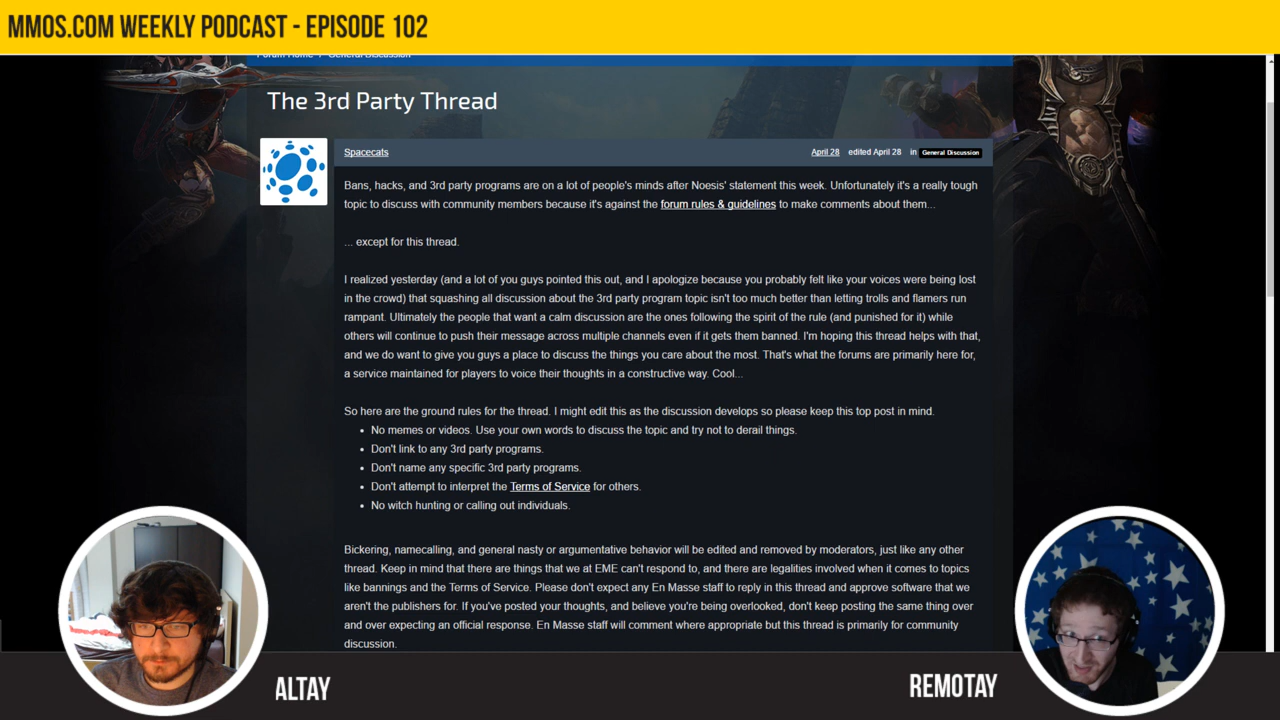 MMOS.COM WEEKLY PODCAST - EPISODE 102
Forum Home / General Discussion
The 3rd Party Thread
Spacecats
April 28 edited April 28 in General Discussion
Bans, hacks, and 3rd party programs are on a lot of people's minds after Noesis' statement this week. Unfortunately it's a really tough
topic to discuss with community members because it's against the forum rules & guidelines to make comments about them...
... except for this thread.
I realized yesterday (and a lot of you guys pointed this out, and I apologize because you probably felt like your voices were being lost
in the crowd) that squashing all discussion about the 3rd party program topic isn't too much better than letting trolls and flamers run
rampant. Ultimately the people that want a calm discussion are the ones following the spirit of the rule (and punished for it) while
others will continue to push their message across multiple channels even if it gets them banned. I'm hoping this thread helps with that,
and we do want to give you guys a place to discuss the things you care about the most. That's what the forums are primarily here for,
a service maintained for players to voice their thoughts in a constructive way. Cool...
So here are the ground rules for the thread. I might edit this as the discussion develops so please keep this top post in mind.
• No memes or videos. Use your own words to discuss the topic and try not to derail things.
• Don't link to any 3rd party programs.
• Don't name any specific 3rd party programs.
• Don't attempt to interpret the Terms of Service for others.
• No witch hunting or calling out individuals.
Bickering, namecalling, and general nasty or argumentative behavior will be edited and removed by moderators, just like any other
thread. Keep in mind that there are things that we at EME can't respond to, and there are legalities involved when it comes to topics
like bannings and the Terms of Service. Please don't expect any En Masse staff to reply in this thread and approve software that we
aren't the publishers for. If you've posted your thoughts, and believe you're being overlooked, don't keep posting the same thing over
and over expecting an official response. En Masse staff will comment where appropriate but this thread is primarily for community
discussion.
ALTAY
REMOTAY